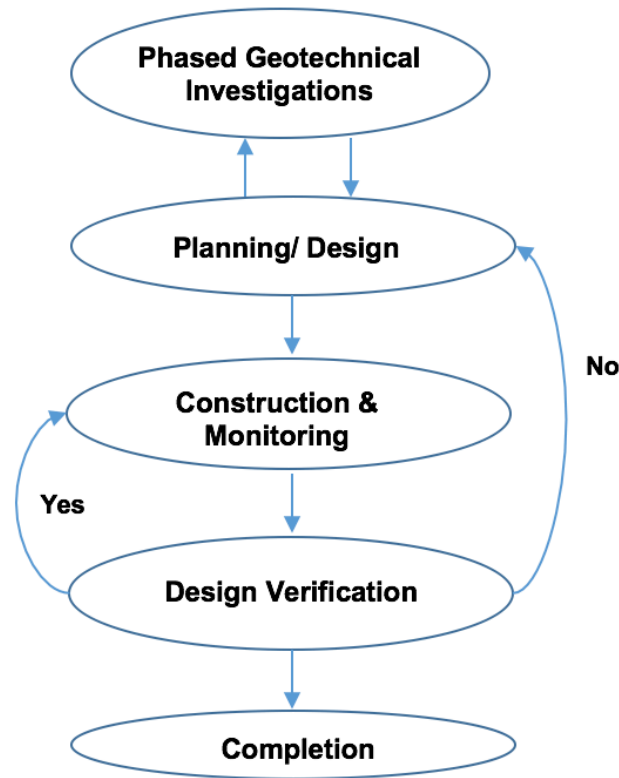 Phased Geotechnical
Investigations
Planning/ Design
No
Construction &
Monitoring
Yes
Design Verification
Completion